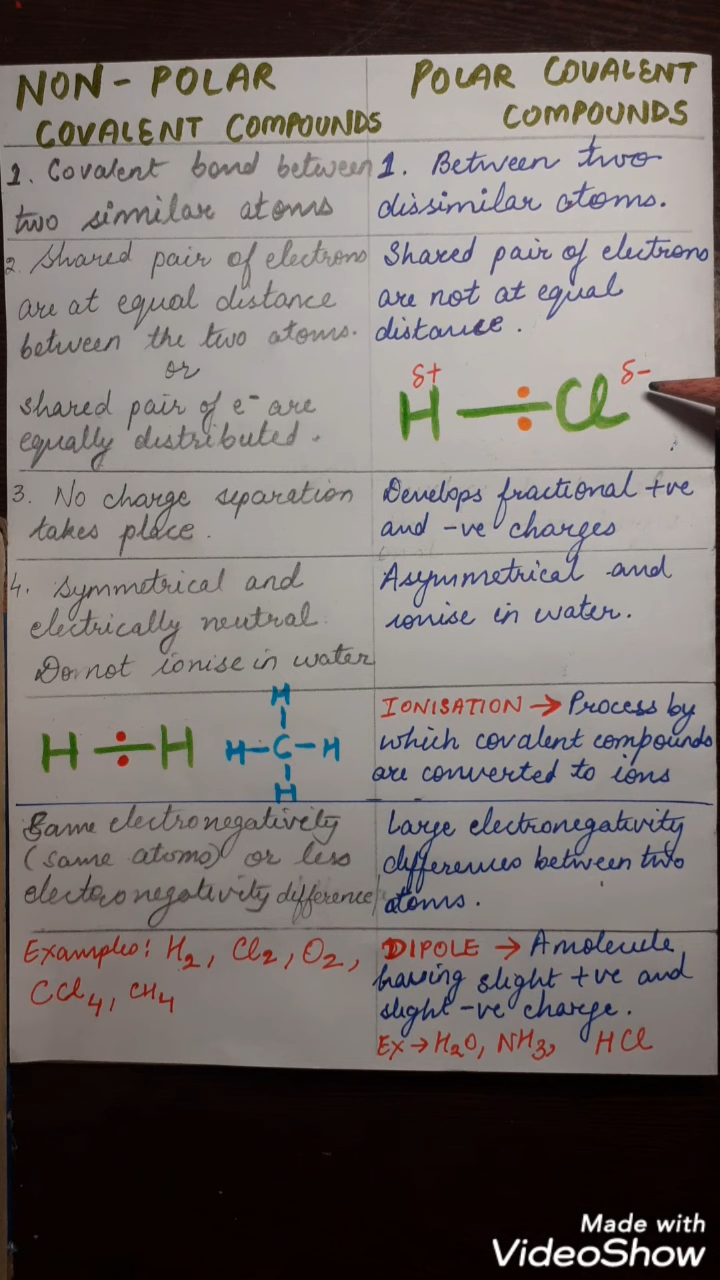 NON-POLAR
COVALENT COMPOUNDS
1. Covalent bond between
two similar atoms
2. Shared pair of electrons
are at equal distance
between the two atoms.
or
shared pair of e- are
equally distributed.
3. No charge separation
takes place.
4. Symmetrical and
electrically neutral.
Do not ionise in water
H ÷ H
H
H-C-H
H
Same electronegativity
(same atoms) or less
electronegativity difference
Examples: H2, Cl2, O2,
CCl4, CH4
POLAR COVALENT
COMPOUNDS
1. Between two
dissimilar atoms.
Shared pair of electrons
are not at equal
distance.
δ+ δ-
H —: Cl
Develops fractional +ve
and -ve charges
Asymmetrical and
ionise in water.
IONISATION → Process by
which covalent compounds
are converted to ions
Large electronegativity
differences between two
atoms.
DIPOLE → A molecule
having slight +ve and
slight -ve charge.
Ex → H2O, NH3, HCl
Made with
VideoShow